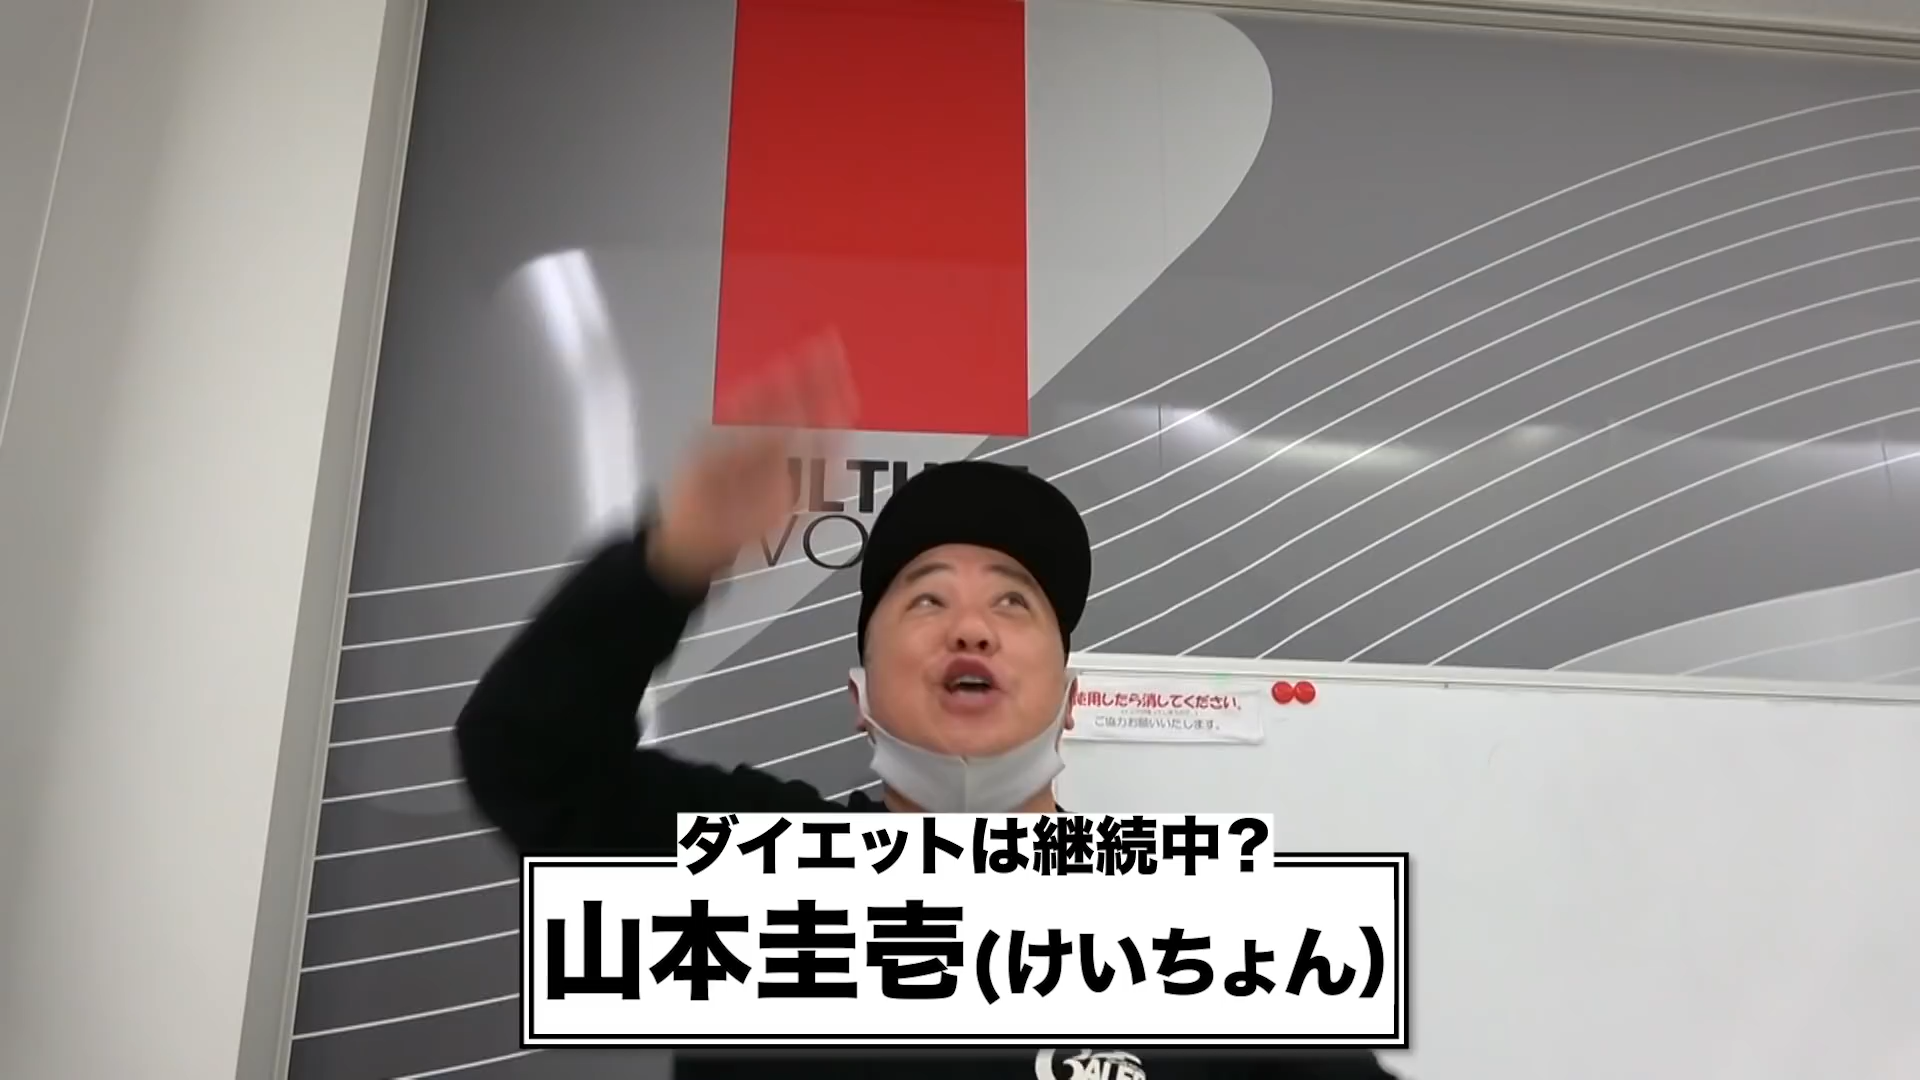 使用したら消してください。
ご協力お願いいたします。
ダイエットは継続中?
山本圭壱(けいちょん)